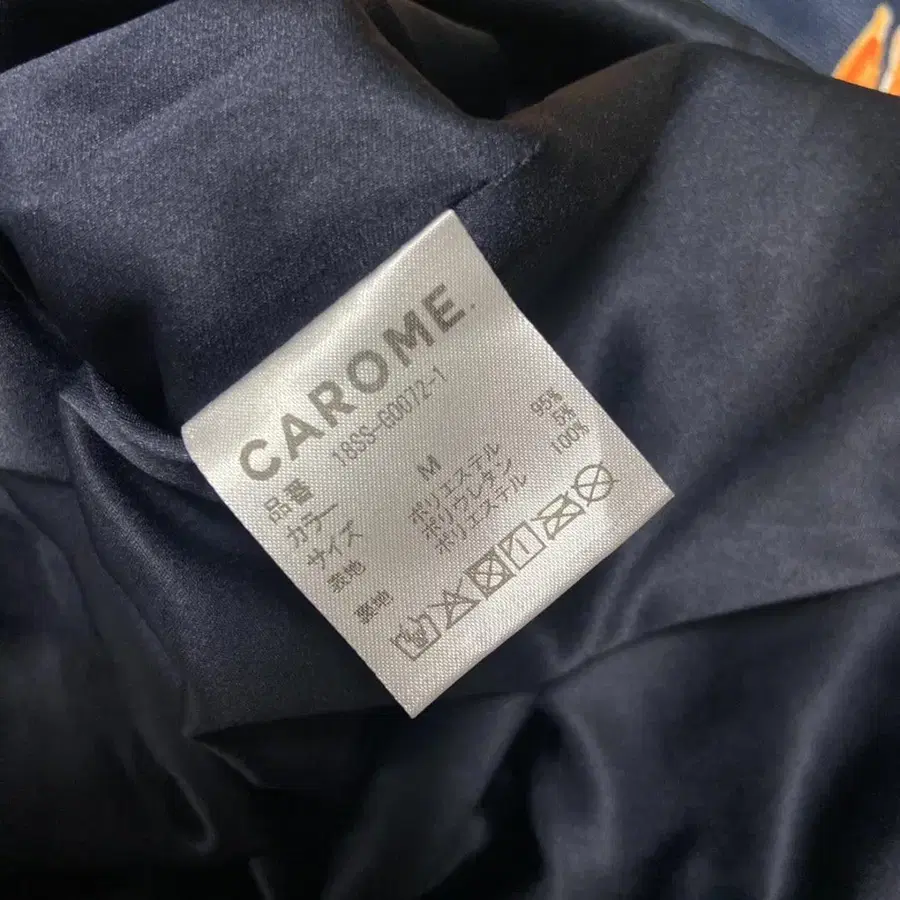 CAROME.
品番 18SS-G0072-1
カラー
サイズ M
表地 ポリエステル 95%
ポリウレタン 5%
裏地 ポリエステル 100%